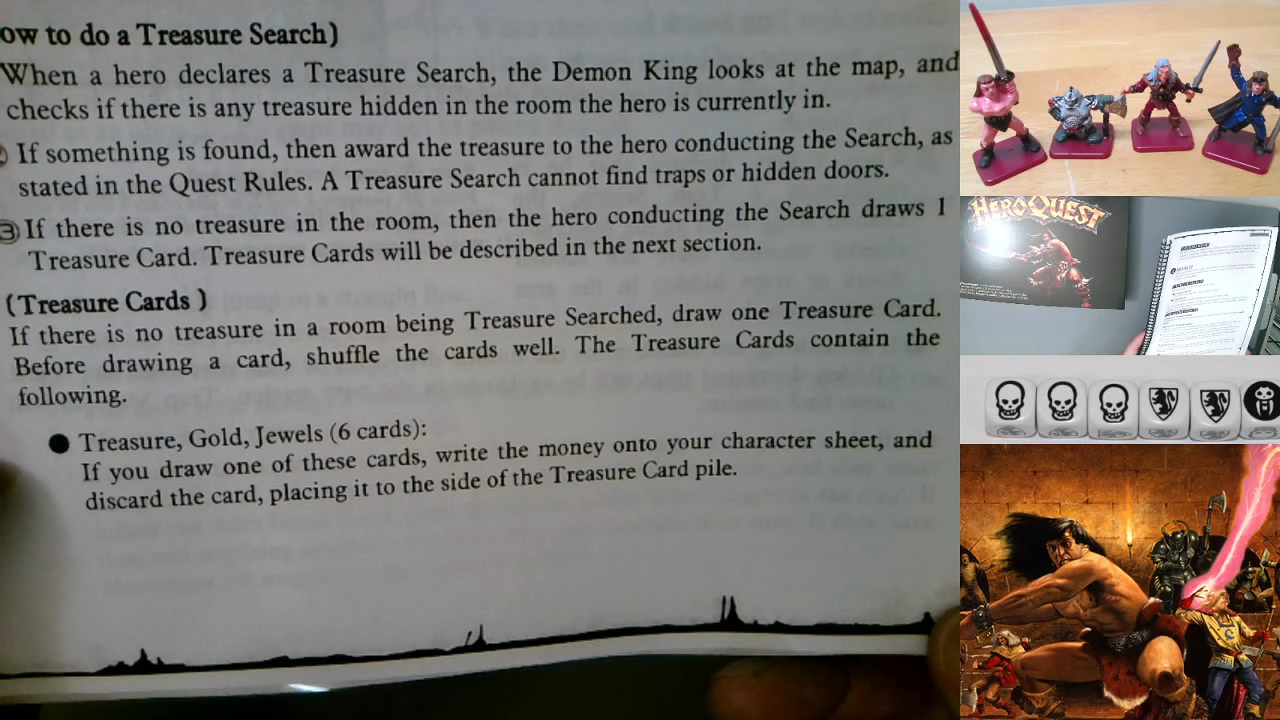 ow to do a Treasure Search)
When a hero declares a Treasure Search, the Demon King looks at the map, and
checks if there is any treasure hidden in the room the hero is currently in.
If something is found, then award the treasure to the hero conducting the Search, as
stated in the Quest Rules. A Treasure Search cannot find traps or hidden doors.
③ If there is no treasure in the room, then the hero conducting the Search draws 1
Treasure Card. Treasure Cards will be described in the next section.
(Treasure Cards )
If there is no treasure in a room being Treasure Searched, draw one Treasure Card.
Before drawing a card, shuffle the cards well. The Treasure Cards contain the
following.
● Treasure, Gold, Jewels (6 cards):
If you draw one of these cards, write the money onto your character sheet, and
discard the card, placing it to the side of the Treasure Card pile.
HEROQUEST